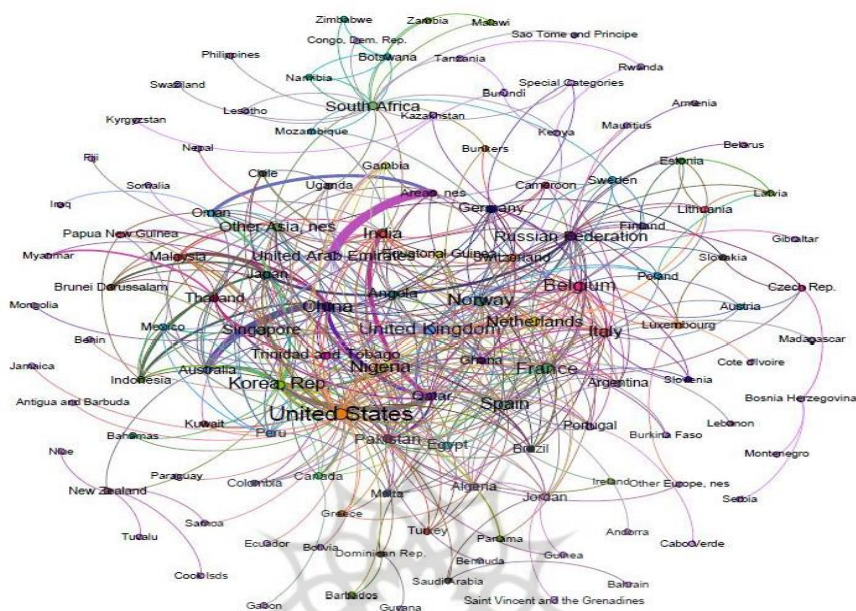 Zimbabwe
Zambia
Malawi
Congo, Dem. Rep.
Sao Tome and Principe
Philippines
Botswana
Tanzania
Rwanda
Swaziland
Namibia
Special Categories
Burundi
Lesotho
South Africa
Kazakhstan
Armenia
Kyrgyzstan
Mozambique
Kenya
Mauritius
Nepal
Bunkers
Belarus
Fiji
Chile
Gambia
Estonia
Somalia
Uganda
Areas, nes
Cameroon
Sweden
Latvia
Iraq
Oman
Germany
Lithuania
Other Asia, nes
India
Finland
Papua New Guinea
Russian Federation
Gibraltar
Myanmar
Malaysia
United Arab Emirates
Equatorial Guinea
Switzerland
Slovakia
Japan
Poland
Brunei Darussalam
Belgium
Czech Rep.
Thailand
Angola
Norway
Mongolia
China
Austria
Mexico
Singapore
United Kingdom
Netherlands
Italy
Luxembourg
Madagascar
Benin
Trinidad and Tobago
Ghana
Cote d'Ivoire
Jamaica
Australia
Nigeria
France
Indonesia
Korea, Rep.
Argentina
Slovenia
Qatar
Bosnia Herzegovina
Antigua and Barbuda
United States
Spain
Kuwait
Portugal
Lebanon
Bahamas
Peru
Pakistan
Egypt
Brazil
Burkina Faso
Niue
Montenegro
Paraguay
Canada
Algeria
Ireland
Other Europe, nes
New Zealand
Colombia
Malta
Jordan
Serbia
Samoa
Greece
Tuvalu
Turkey
Panama
Andorra
Ecuador
Bolivia
Dominican Rep.
Bermuda
Guinea
Cabo Verde
Cook Isds
Saudi Arabia
Bahrain
Barbados
Gabon
Guyana
Saint Vincent and the Grenadines